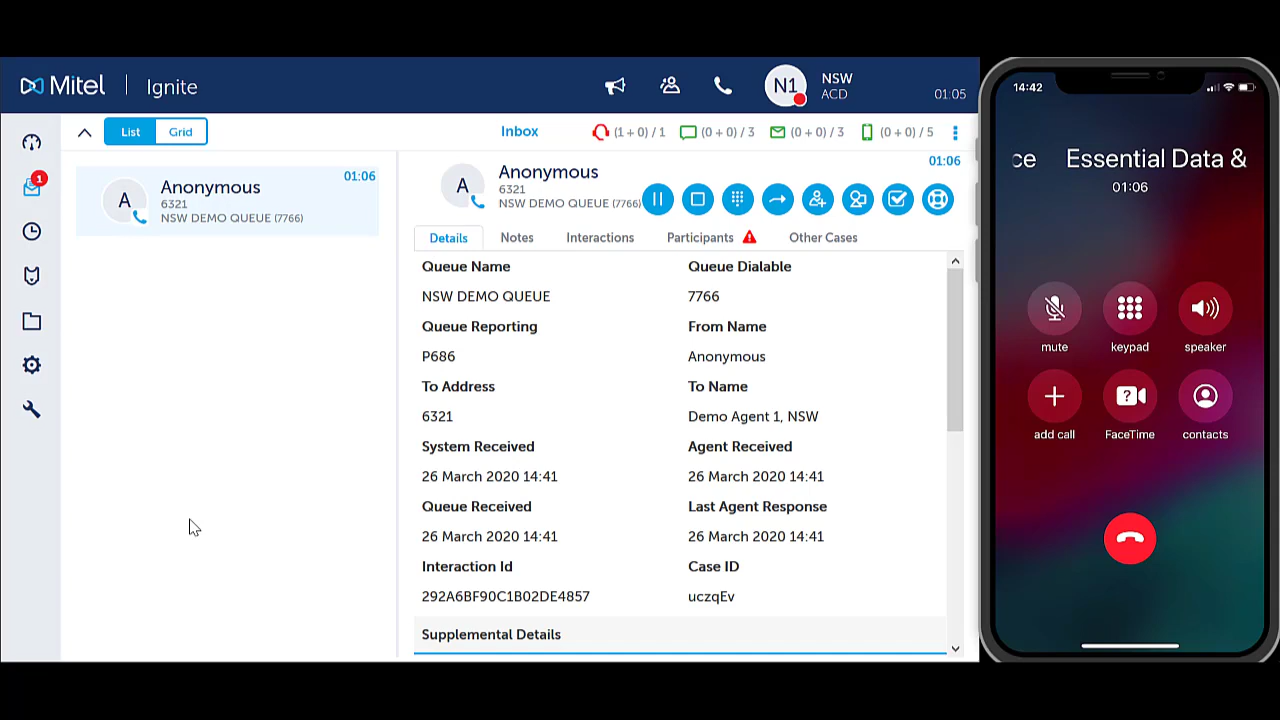 Mitel | Ignite
N1
NSW
ACD
01:05
List
Grid
Inbox
(1 + 0) / 1
(0 + 0) / 3
(0 + 0) / 3
(0 + 0) / 5
1
A
Anonymous
01:06
6321
NSW DEMO QUEUE (7766)
01:06
A
Anonymous
6321
NSW DEMO QUEUE (7766)
Details
Notes
Interactions
Participants
Other Cases
Queue Name
Queue Dialable
NSW DEMO QUEUE
7766
Queue Reporting
From Name
P686
Anonymous
To Address
To Name
6321
Demo Agent 1, NSW
System Received
Agent Received
26 March 2020 14:41
26 March 2020 14:41
Queue Received
Last Agent Response
26 March 2020 14:41
26 March 2020 14:41
Interaction Id
Case ID
292A6BF90C1B02DE4857
uczqEv
Supplemental Details
14:42
ce Essential Data &
01:06
mute
keypad
speaker
add call
FaceTime
contacts